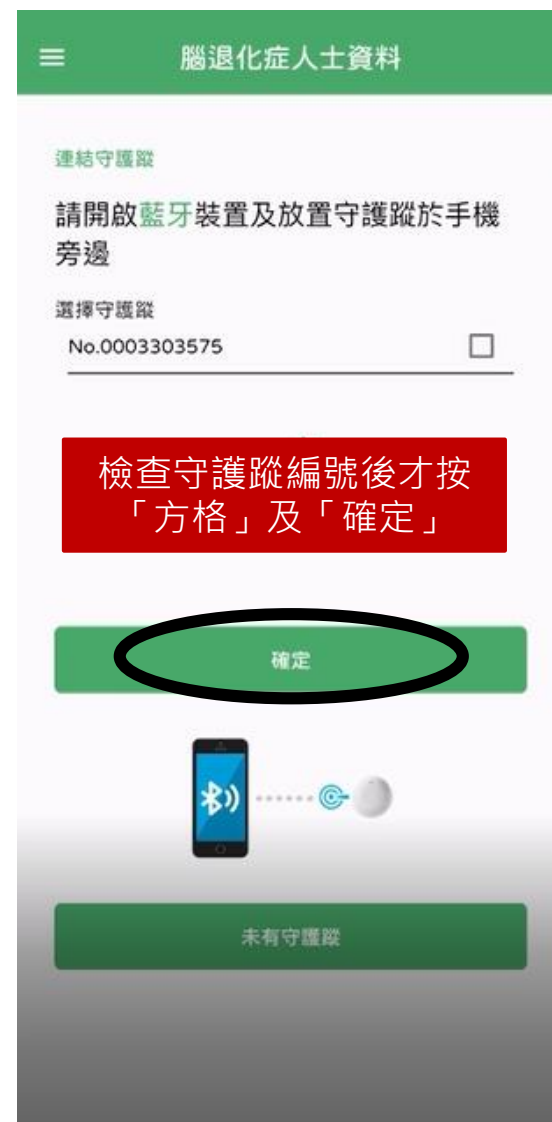 腦退化症人士資料
連結守護蹤
請開啟藍牙裝置及放置守護蹤於手機
旁邊
選擇守護蹤
No.0003303575
檢查守護蹤編號後才按
「方格」及「確定」
確定
未有守護蹤